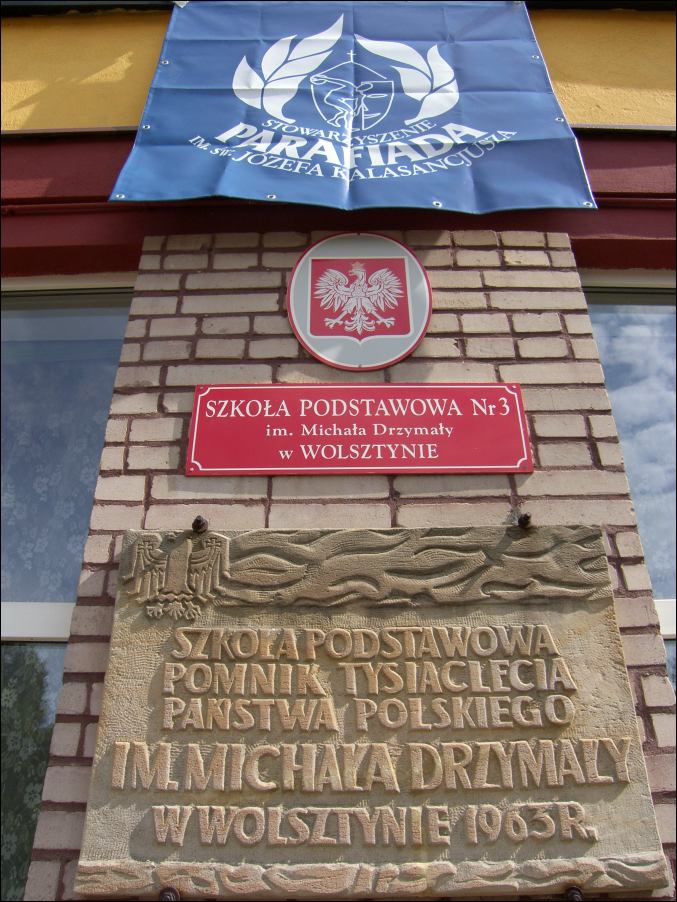 STOWARZYSZENIE
PARAFIADA
IM. ŚW. JÓZEFA KALASANCJUSZA
SZKOŁA PODSTAWOWA Nr 3
im. Michała Drzymały
w WOLSZTYNIE
SZKOŁA PODSTAWOWA
POMNIK TYSIĄCLECIA
PAŃSTWA POLSKIEGO
IM. MICHAŁA DRZYMAŁY
W WOLSZTYNIE 1963 R.